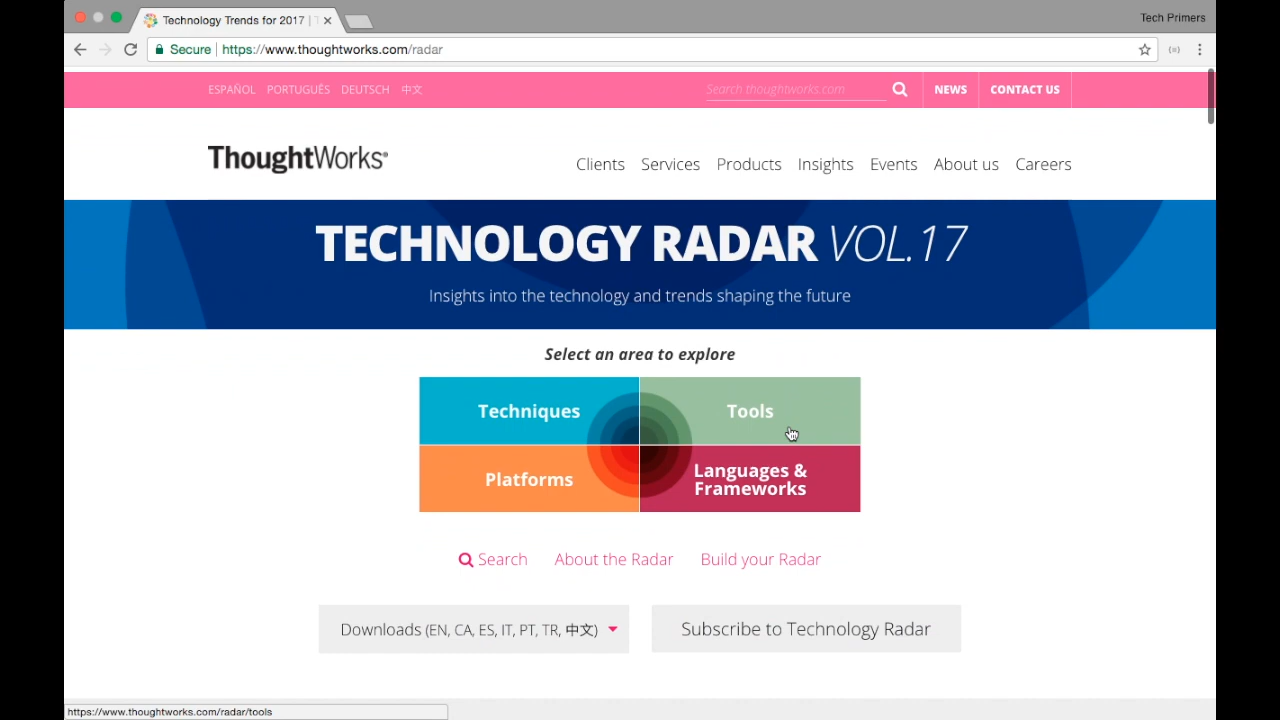 Technology Trends for 2017 | T
Tech Primers
Secure | https://www.thoughtworks.com/radar
ESPAÑOL PORTUGUÊS DEUTSCH 中文
Search thoughtworks.com
NEWS
CONTACT US
ThoughtWorks®
Clients Services Products Insights Events About us Careers
TECHNOLOGY RADAR VOL.17
Insights into the technology and trends shaping the future
Select an area to explore
Techniques
Tools
Platforms
Languages &
Frameworks
Search About the Radar Build your Radar
Downloads (EN, CA, ES, IT, PT, TR, 中文)
Subscribe to Technology Radar
https://www.thoughtworks.com/radar/tools